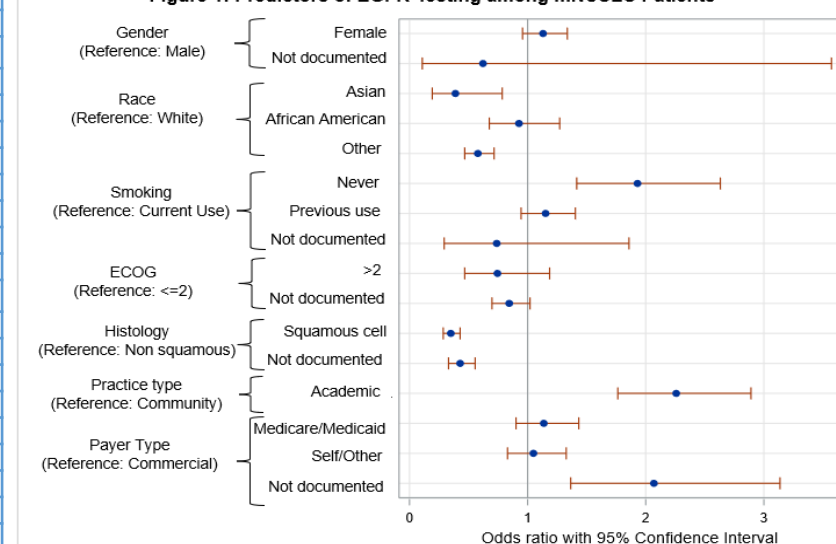 Gender
(Reference: Male)
Female
Not documented
Race
(Reference: White)
Asian
African American
Other
Smoking
(Reference: Current Use)
Never
Previous use
Not documented
ECOG
(Reference: <=2)
>2
Not documented
Histology
(Reference: Non squamous)
Squamous cell
Not documented
Practice type
(Reference: Community)
Academic
Payer Type
(Reference: Commercial)
Medicare/Medicaid
Self/Other
Not documented
0 1 2 3
Odds ratio with 95% Confidence Interval